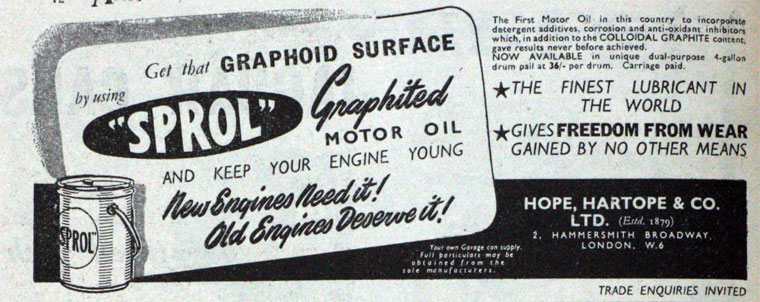 Get that GRAPHOID SURFACE
by using
"SPROL" Graphited
MOTOR OIL
AND KEEP YOUR ENGINE YOUNG
New Engines Need it!
Old Engines Deserve it!
SPROL"
Your own Garage can supply.
Full particulars may be
obtained from the
sole manufacturers.
The First Motor Oil in this country to incorporate
detergent additives, corrosion and anti-oxidant inhibitors
which, in addition to the COLLOIDAL GRAPHITE content,
gave results never before achieved.
NOW AVAILABLE in unique dual-purpose 4-gallon
drum pail at 36/- per drum. Carriage paid.
★THE FINEST LUBRICANT IN
THE WORLD
★GIVES FREEDOM FROM WEAR
GAINED BY NO OTHER MEANS
HOPE, HARTOPE & CO.
LTD. (Estd. 1879)
2, HAMMERSMITH BROADWAY,
LONDON, W.6
TRADE ENQUIRIES INVITED